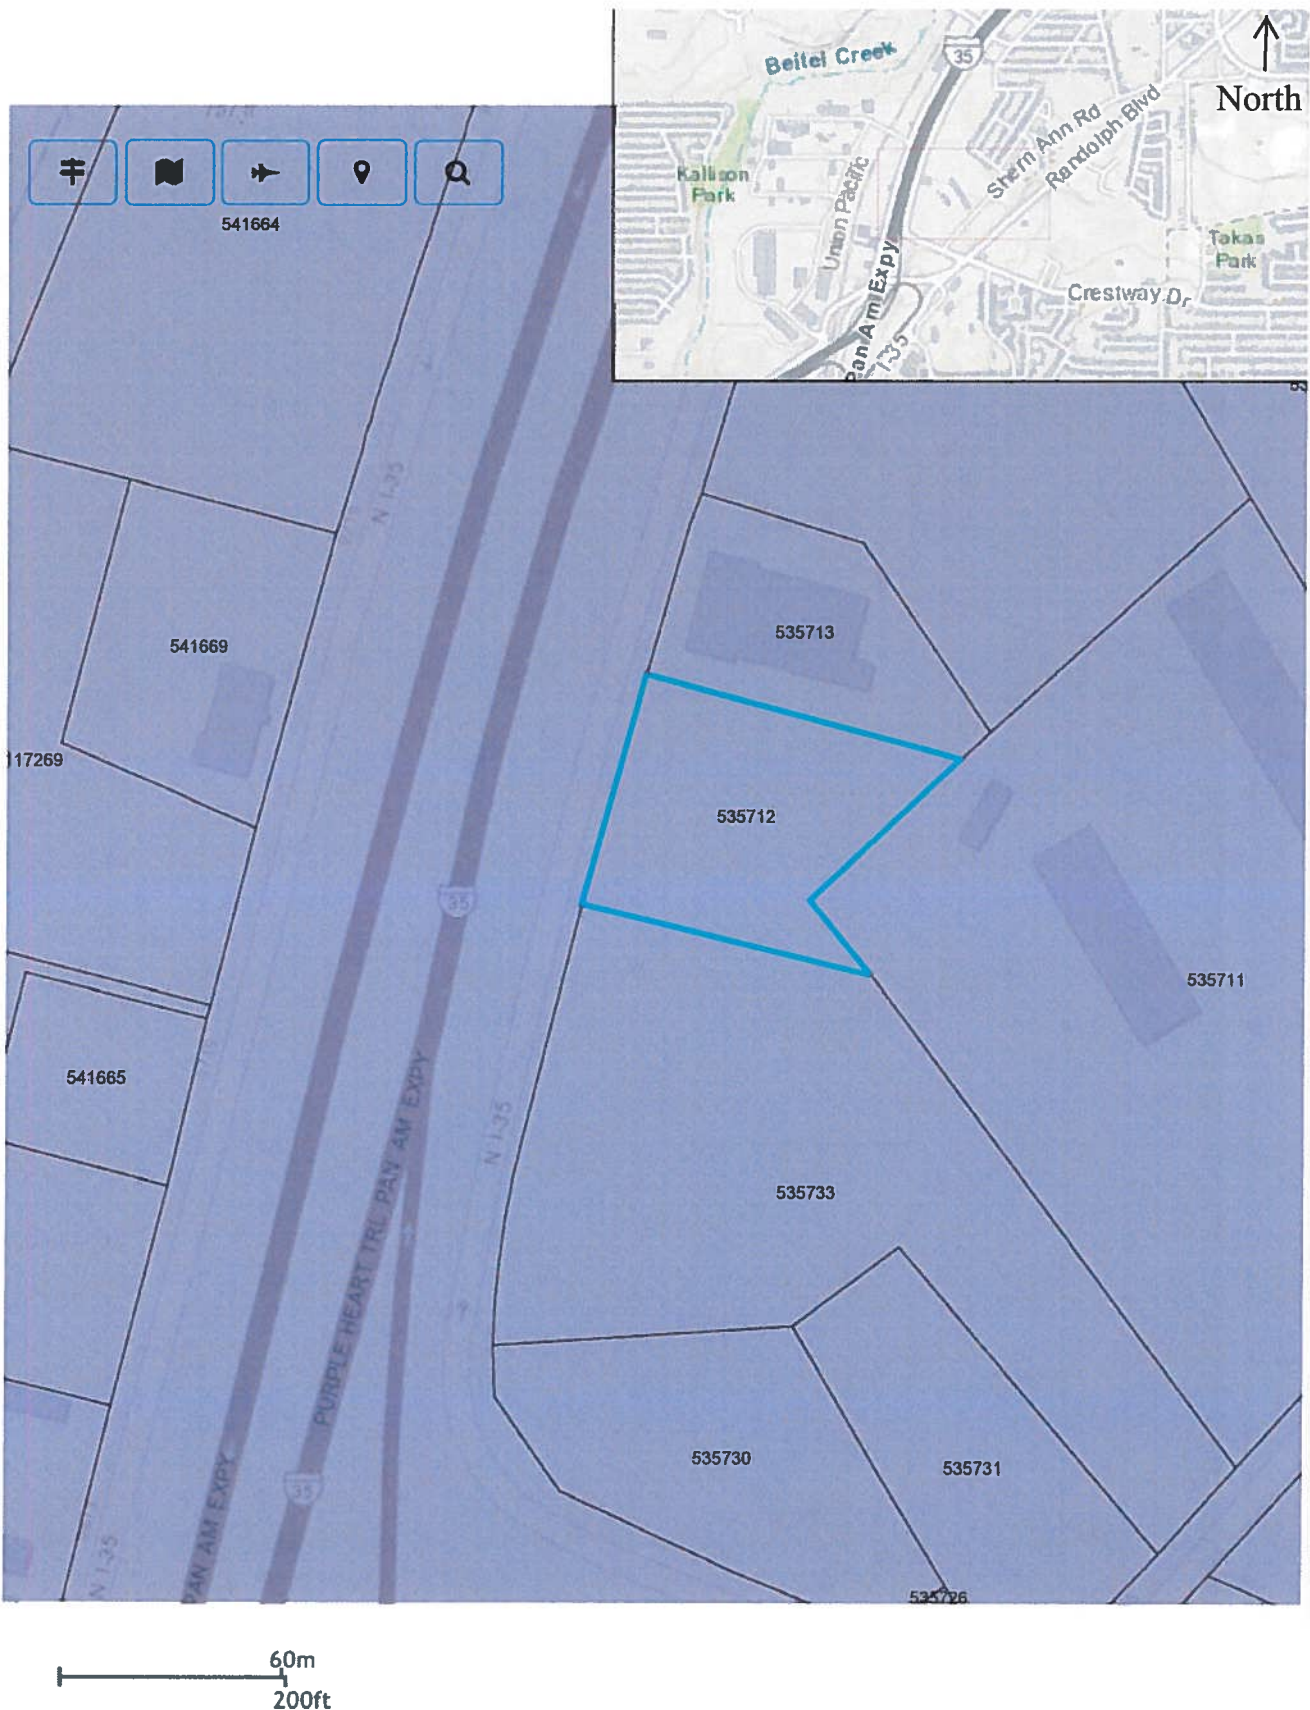 Beitel Creek
35
North
Shern Ann Rd
Randolph Blvd
Kallison
Park
Union Pacific
Takas
Park
Pan Am Expy
Crestway Dr
I-35
541664
N I-35
535713
541669
117269
535712
35
535711
541665
PURPLE HEART TRL PAN AM EXPY
N I-35
535733
535730
535731
35
PAN AM EXPY
N I-35
535726
60m
200ft